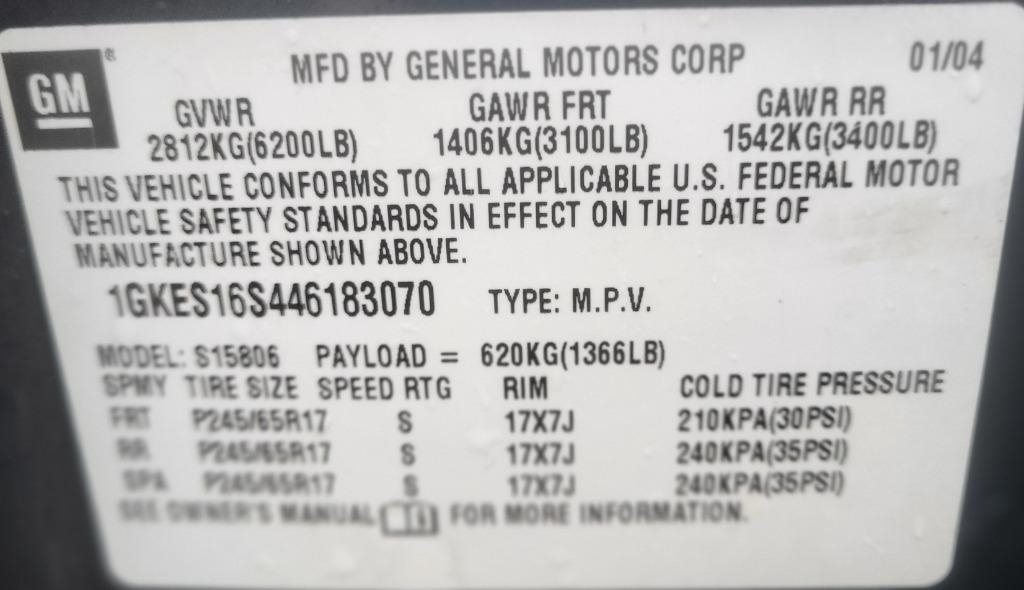 GM® MFD BY GENERAL MOTORS CORP 01/04
GVWR GAWR FRT GAWR RR
2812KG(6200LB) 1406KG(3100LB) 1542KG(3400LB)
THIS VEHICLE CONFORMS TO ALL APPLICABLE U.S. FEDERAL MOTOR
VEHICLE SAFETY STANDARDS IN EFFECT ON THE DATE OF
MANUFACTURE SHOWN ABOVE.
1GKES16S446183070 TYPE: M.P.V.
MODEL: S15806 PAYLOAD = 620KG(1366LB)
SPMY TIRE SIZE SPEED RTG RIM COLD TIRE PRESSURE
FRT P245/65R17 S 17X7J 210KPA(30PSI)
RR P245/65R17 S 17X7J 240KPA(35PSI)
SPA P245/65R17 S 17X7J 240KPA(35PSI)
SEE OWNER'S MANUAL FOR MORE INFORMATION.